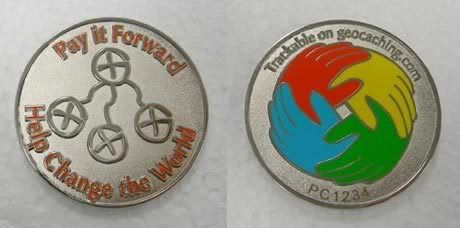 Pay it Forward
Help Change the World
Trackable on geocaching.com
PC1234